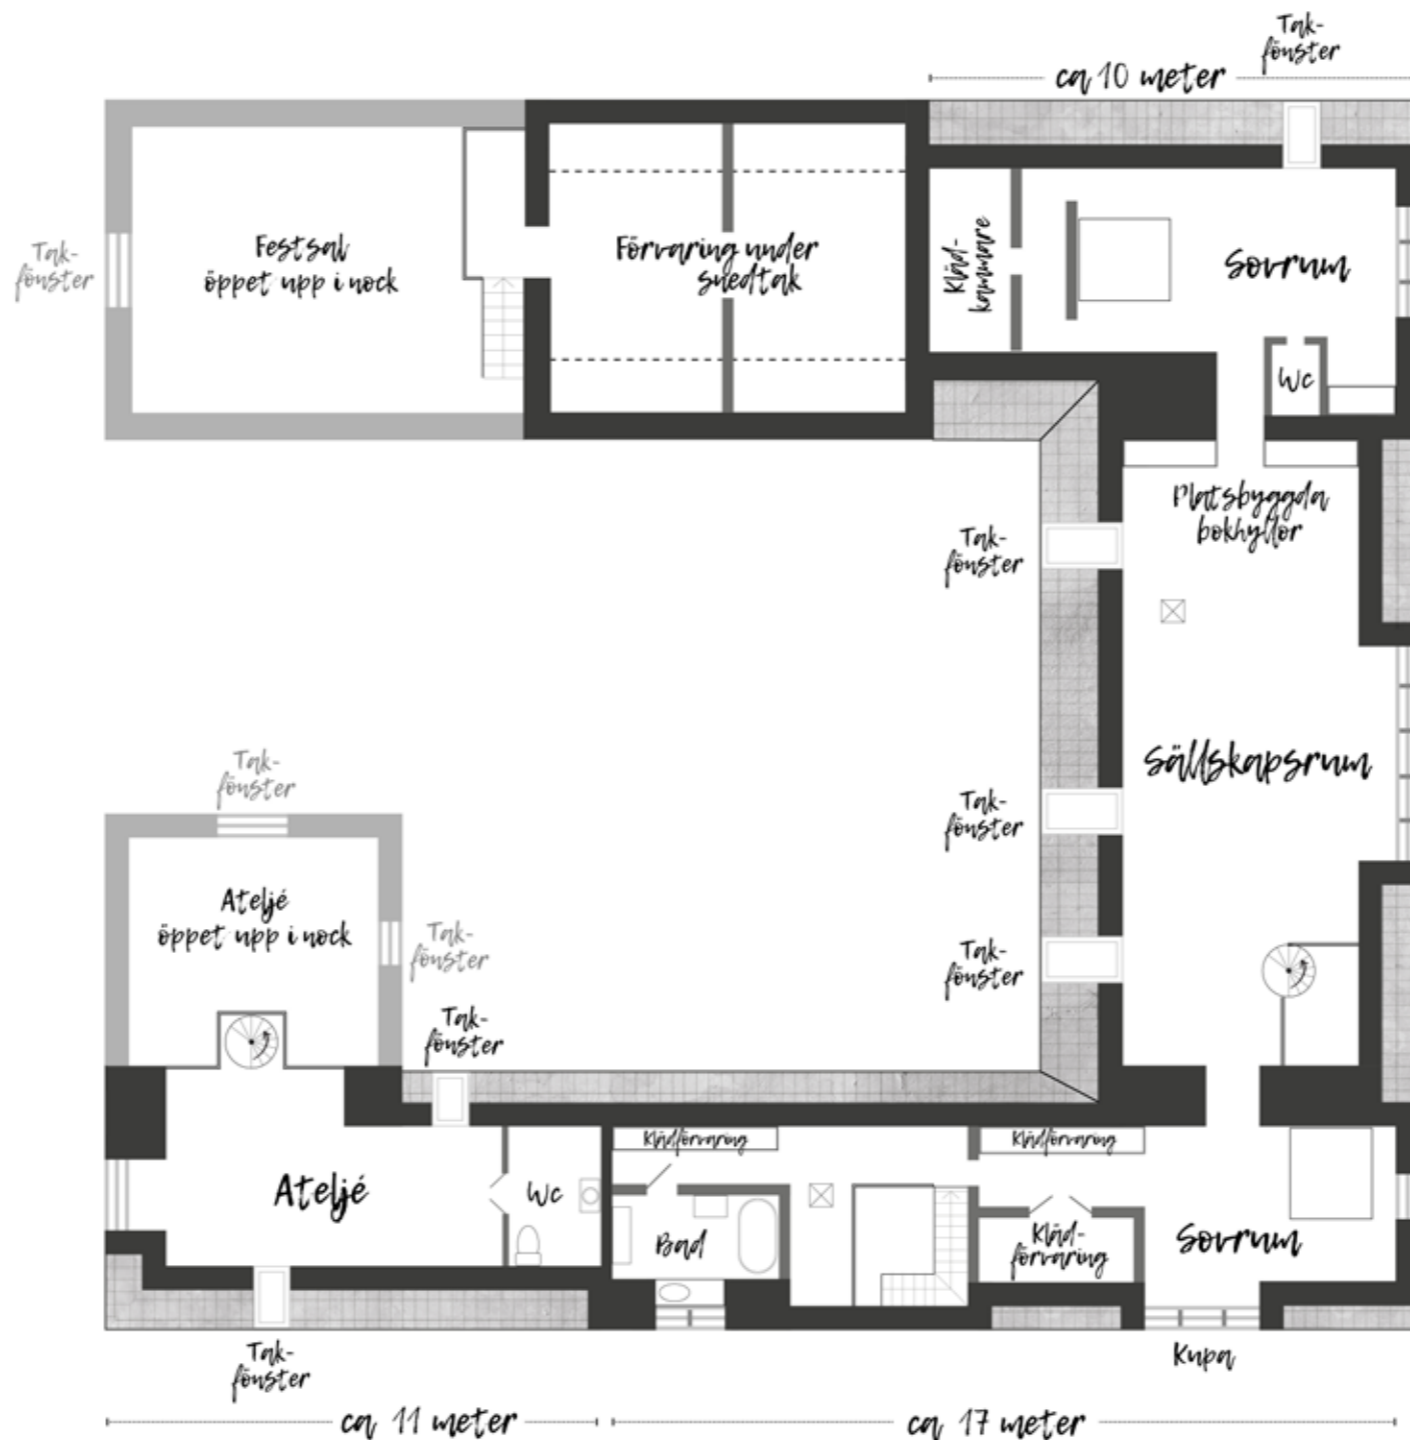 Tak-
fönster
ca 10 meter
Tak-
fönster
Festsal
öppet upp i nock
Förvaring under
snedtak
Kläd-
kammare
Sovrum
Wc
Platsbyggda
bokhyllor
Tak-
fönster
Sällskapsrum
Tak-
fönster
Tak-
fönster
Ateljé
öppet upp i nock
Tak-
fönster
Tak-
fönster
Tak-
fönster
Ateljé
Wc
Klädförvaring
Bad
Klädförvaring
Kläd-
förvaring
Sovrum
Tak-
fönster
Kupa
ca 11 meter
ca 17 meter